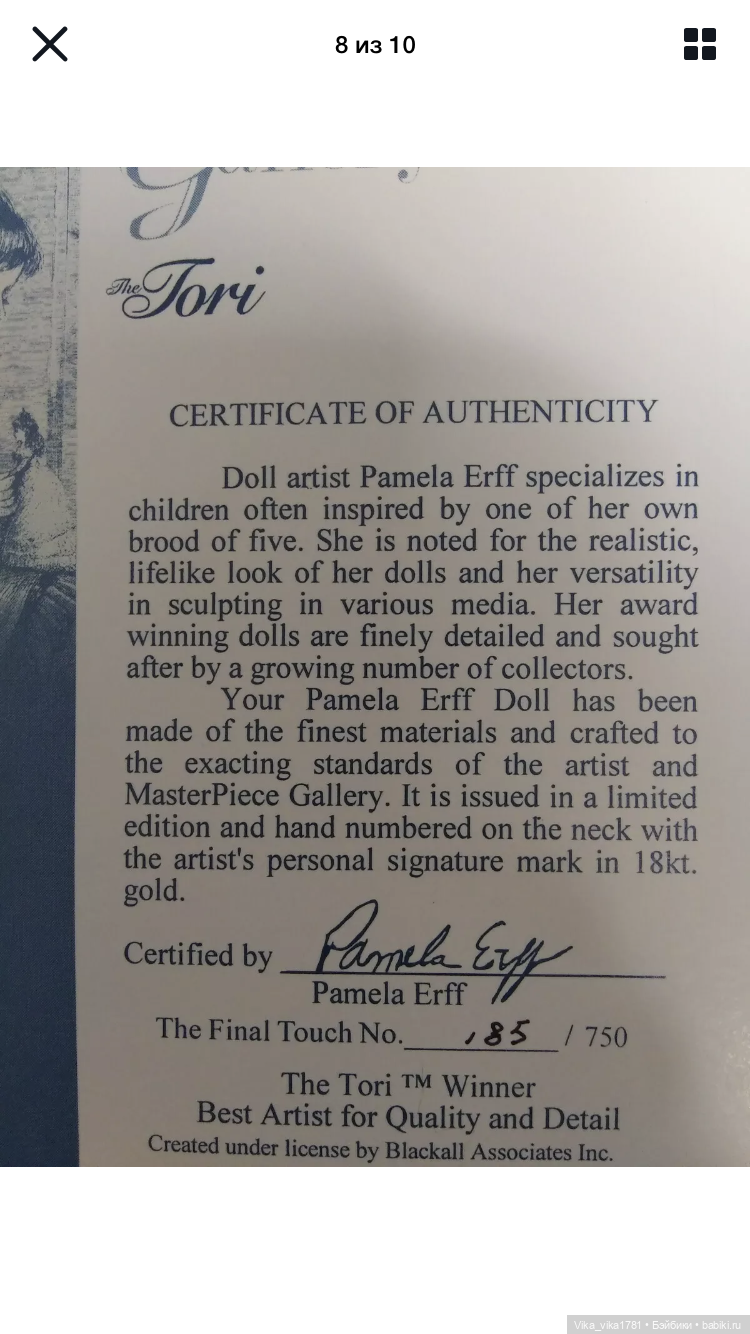 8 из 10
Gallery
The Tori
CERTIFICATE OF AUTHENTICITY
Doll artist Pamela Erff specializes in
children often inspired by one of her own
brood of five. She is noted for the realistic,
lifelike look of her dolls and her versatility
in sculpting in various media. Her award
winning dolls are finely detailed and sought
after by a growing number of collectors.
Your Pamela Erff Doll has been
made of the finest materials and crafted to
the exacting standards of the artist and
MasterPiece Gallery. It is issued in a limited
edition and hand numbered on the neck with
the artist's personal signature mark in 18kt.
gold.
Certified by Pamela Erff
Pamela Erff
The Final Touch No. 185 / 750
The Tori ™ Winner
Best Artist for Quality and Detail
Created under license by Blackall Associates Inc.
Vika_vika1781 • Бэйбики • babiki.ru